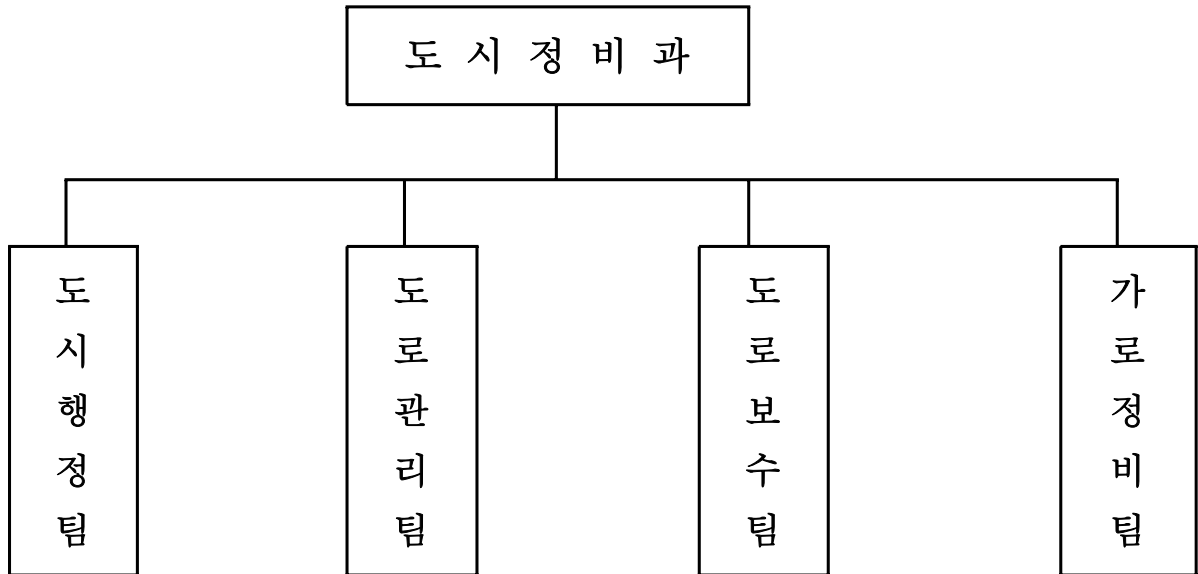 도 시 정 비 과
도시행정팀
도로관리팀
도로보수팀
가로정비팀